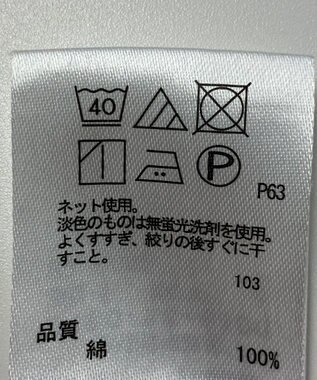 40
P
P63
ネット使用。
淡色のものは無蛍光洗剤を使用。
よくすすぎ、絞りの後すぐに干
すこと。
103
品質
綿 100%